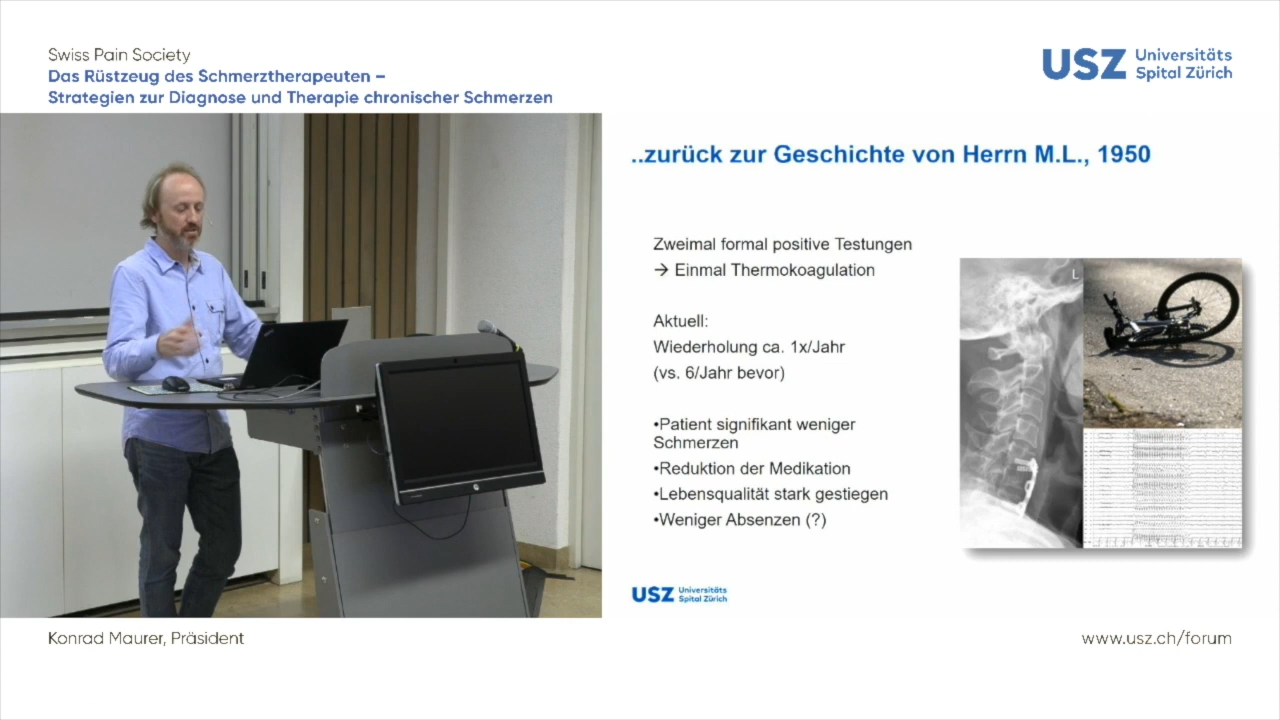 Swiss Pain Society
Das Rüstzeug des Schmerztherapeuten –
Strategien zur Diagnose und Therapie chronischer Schmerzen
USZ Universitäts
Spital Zürich
..zurück zur Geschichte von Herrn M.L., 1950
Zweimal formal positive Testungen
→ Einmal Thermokoagulation
Aktuell:
Wiederholung ca. 1x/Jahr
(vs. 6/Jahr bevor)
•Patient signifikant weniger
Schmerzen
•Reduktion der Medikation
•Lebensqualität stark gestiegen
•Weniger Absenzen (?)
L
USZ Universitäts
Spital Zürich
Konrad Maurer, Präsident
www.usz.ch/forum